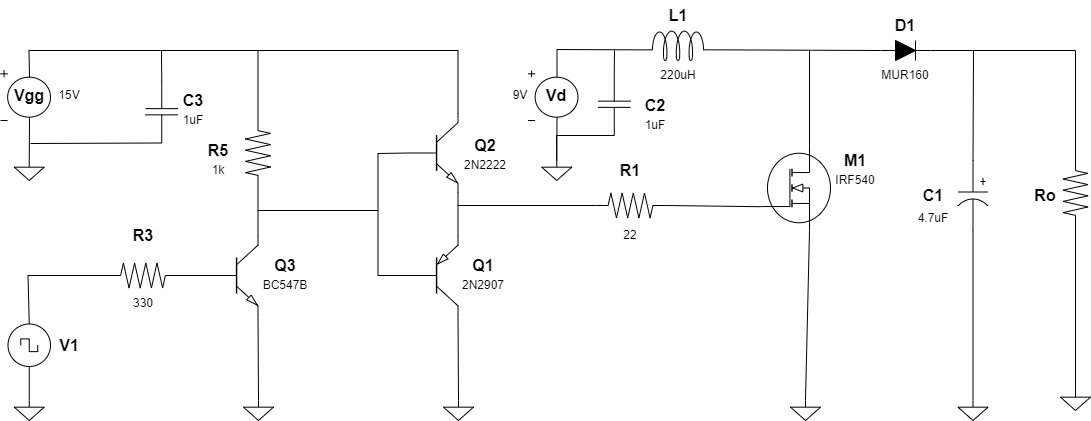 L1
220uH
D1
MUR160
+
Vgg
15V
−
C3
1uF
+
Vd
9V
−
C2
1uF
R5
1k
Q2
2N2222
R1
22
M1
IRF540
+
C1
4.7uF
Ro
R3
330
Q3
BC547B
Q1
2N2907
V1